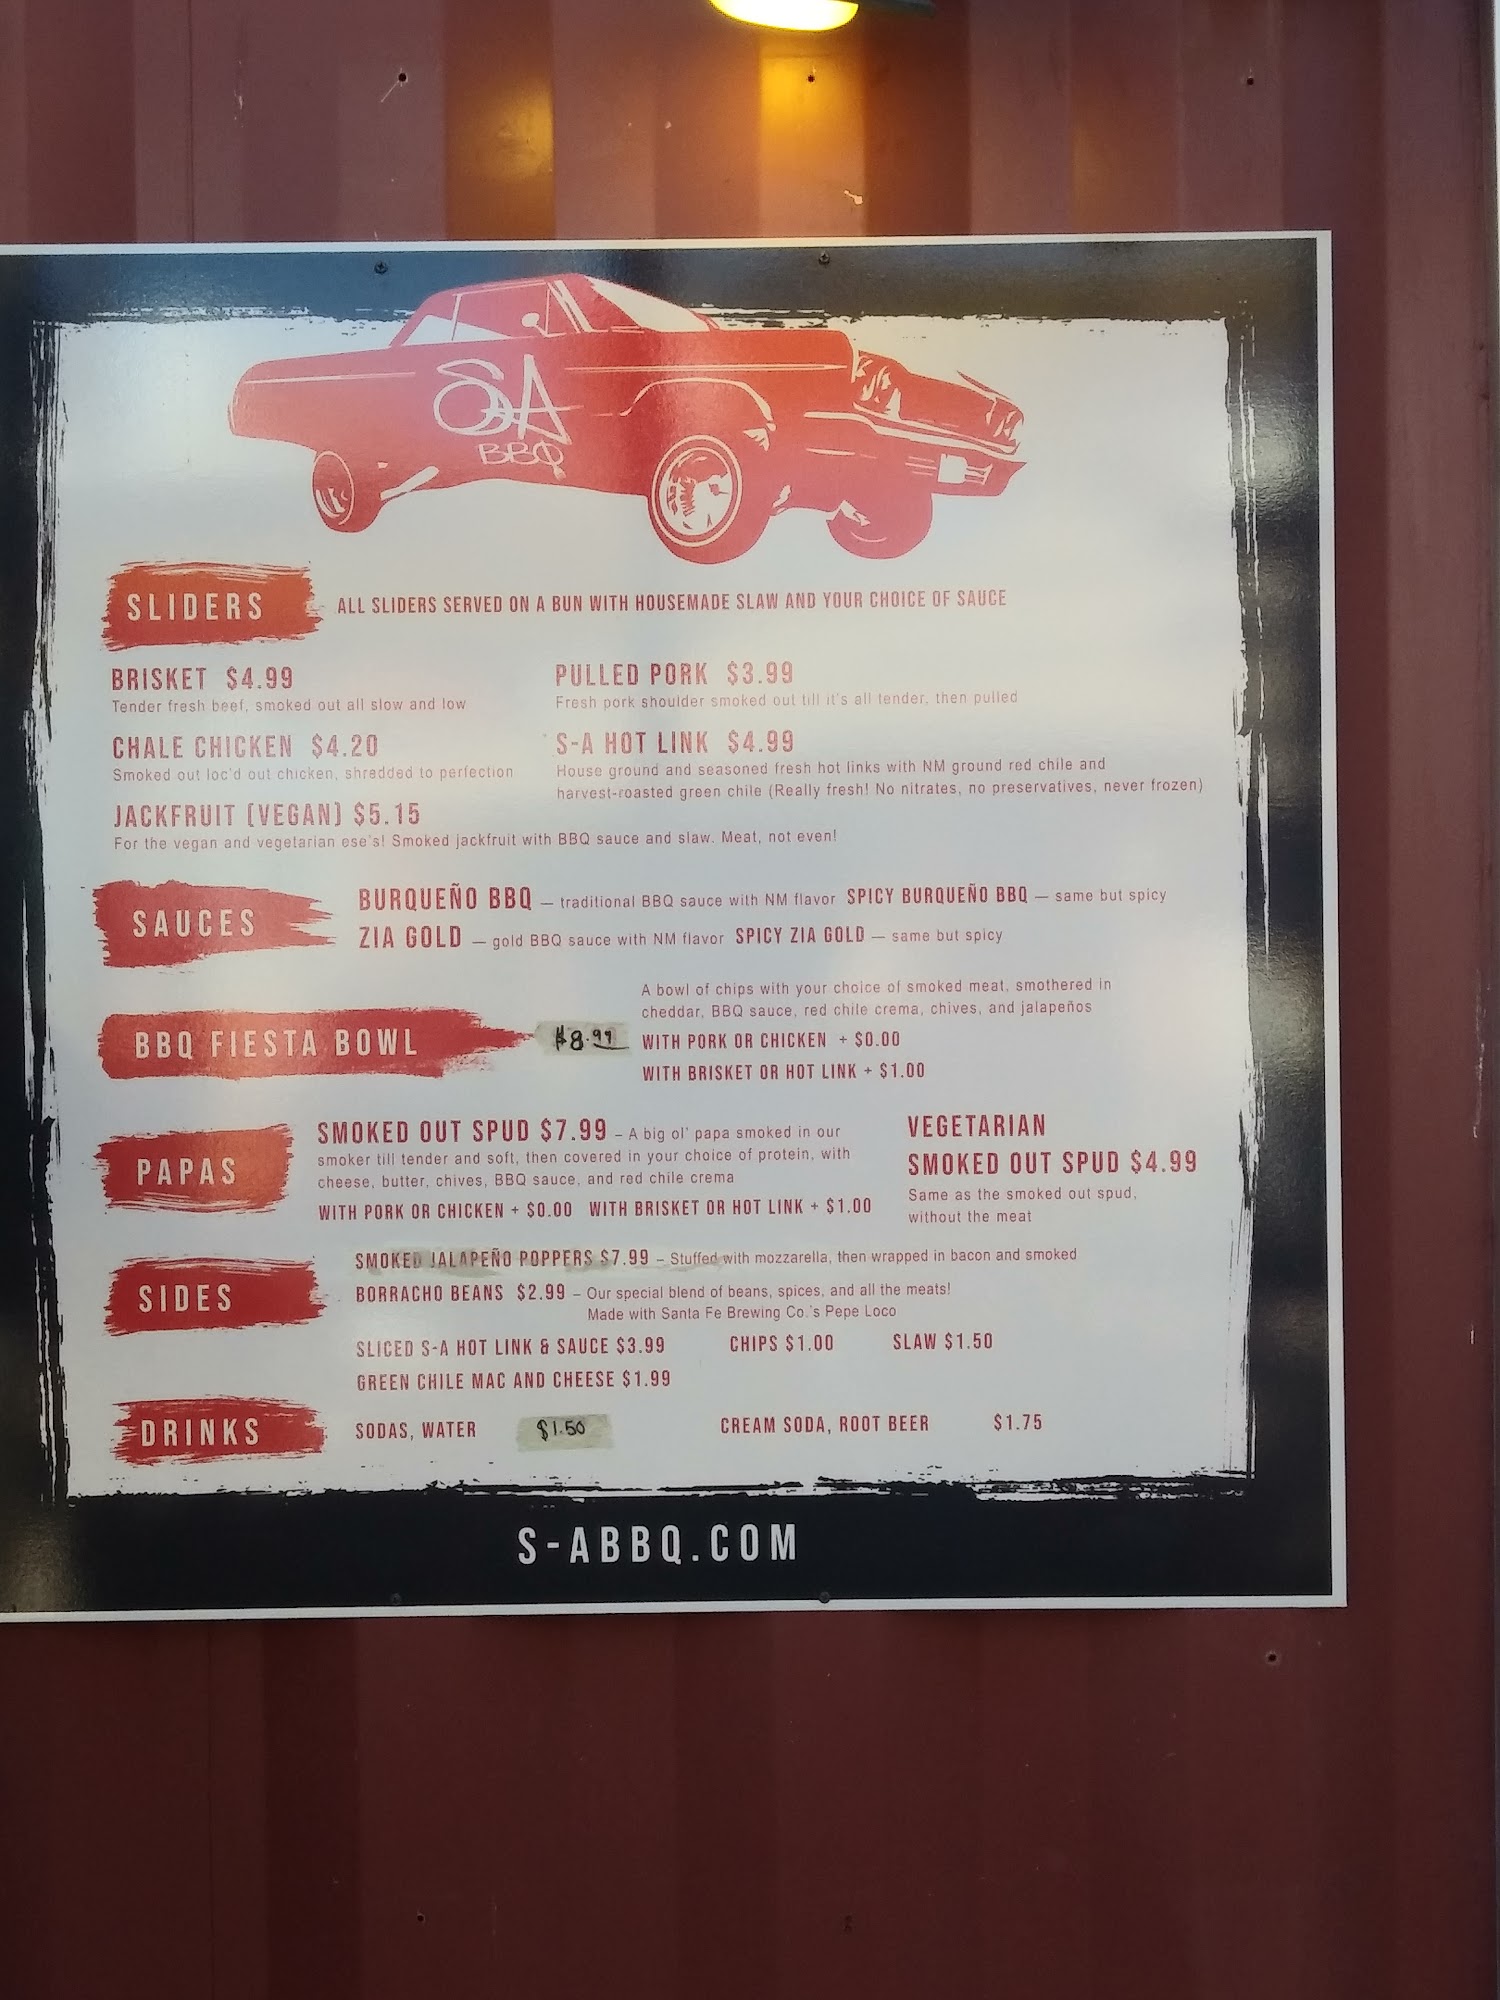 SA
BBQ
SLIDERS
ALL SLIDERS SERVED ON A BUN WITH HOUSEMADE SLAW AND YOUR CHOICE OF SAUCE
BRISKET $4.99
Tender fresh beef, smoked out all slow and low
PULLED PORK $3.99
Fresh pork shoulder smoked out till it's all tender, then pulled
CHALE CHICKEN $4.20
Smoked out loc'd out chicken, shredded to perfection
S-A HOT LINK $4.99
House ground and seasoned fresh hot links with NM ground red chile and
harvest-roasted green chile (Really fresh! No nitrates, no preservatives, never frozen)
JACKFRUIT (VEGAN) $5.15
For the vegan and vegetarian ese's! Smoked jackfruit with BBQ sauce and slaw. Meat, not even!
SAUCES
BURQUEÑO BBQ — traditional BBQ sauce with NM flavor SPICY BURQUEÑO BBQ — same but spicy
ZIA GOLD — gold BBQ sauce with NM flavor SPICY ZIA GOLD — same but spicy
BBQ FIESTA BOWL
$8.99
A bowl of chips with your choice of smoked meat, smothered in
cheddar, BBQ sauce, red chile crema, chives, and jalapeños
WITH PORK OR CHICKEN + $0.00
WITH BRISKET OR HOT LINK + $1.00
PAPAS
SMOKED OUT SPUD $7.99 – A big ol' papa smoked in our
smoker till tender and soft, then covered in your choice of protein, with
cheese, butter, chives, BBQ sauce, and red chile crema
WITH PORK OR CHICKEN + $0.00 WITH BRISKET OR HOT LINK + $1.00
VEGETARIAN
SMOKED OUT SPUD $4.99
Same as the smoked out spud,
without the meat
SIDES
SMOKED JALAPEÑO POPPERS $7.99 – Stuffed with mozzarella, then wrapped in bacon and smoked
BORRACHO BEANS $2.99 – Our special blend of beans, spices, and all the meats!
Made with Santa Fe Brewing Co.'s Pepe Loco
SLICED S-A HOT LINK & SAUCE $3.99 CHIPS $1.00 SLAW $1.50
GREEN CHILE MAC AND CHEESE $1.99
DRINKS
SODAS, WATER $1.50 CREAM SODA, ROOT BEER $1.75
S-ABBQ.COM